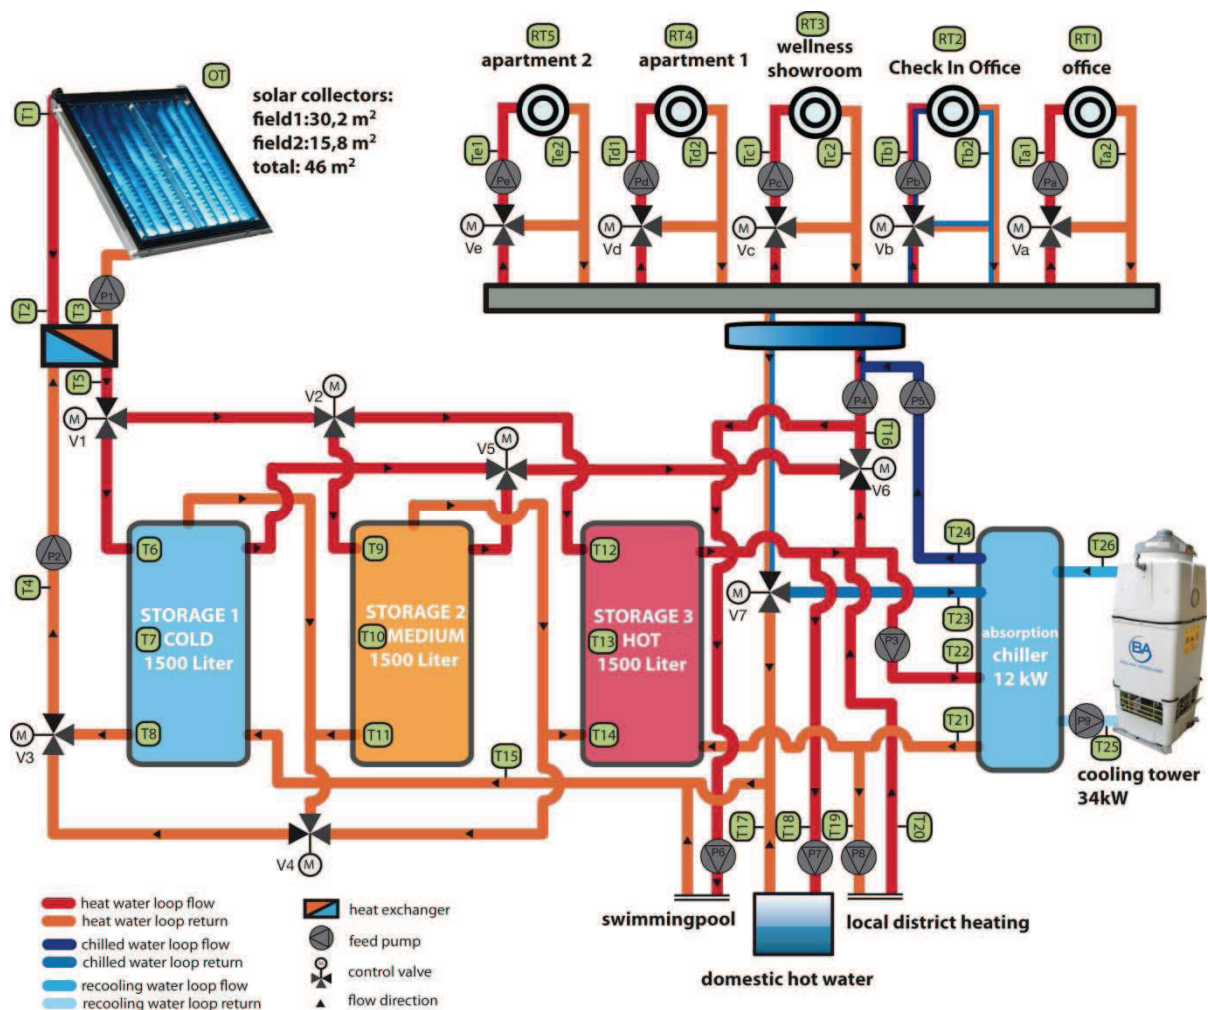 RT5
apartment 2
RT4
apartment 1
RT3
wellness
showroom
RT2
Check In Office
RT1
office
OT
solar collectors:
field1:30,2 m²
field2:15,8 m²
total: 46 m²
T1
Te1
Te2
Td1
Td2
Tc1
Tc2
Tb1
Tb2
Ta1
Ta2
Pe
Pd
Pc
Pb
Pa
M
Ve
M
Vd
M
Vc
M
Vb
M
Va
T2
T3
P1
T5
M
V1
V2
M
M
V5
P4
P5
T16
M
V6
T6
T9
T12
T24
T26
P2
T4
STORAGE 1
T7
COLD
1500 Liter
STORAGE 2
T10
MEDIUM
1500 Liter
STORAGE 3
T13
HOT
1500 Liter
M
V7
T23
P3
T22
absorption
chiller
12 kW
BA
M
V3
T8
T11
T14
T15
T21
P9
T25
cooling tower
34kW
V4
M
T17
T18
T19
T20
P6
P7
P8
swimmingpool
local district heating
domestic hot water
heat water loop flow
heat water loop return
chilled water loop flow
chilled water loop return
recooling water loop flow
recooling water loop return
heat exchanger
feed pump
M
control valve
flow direction